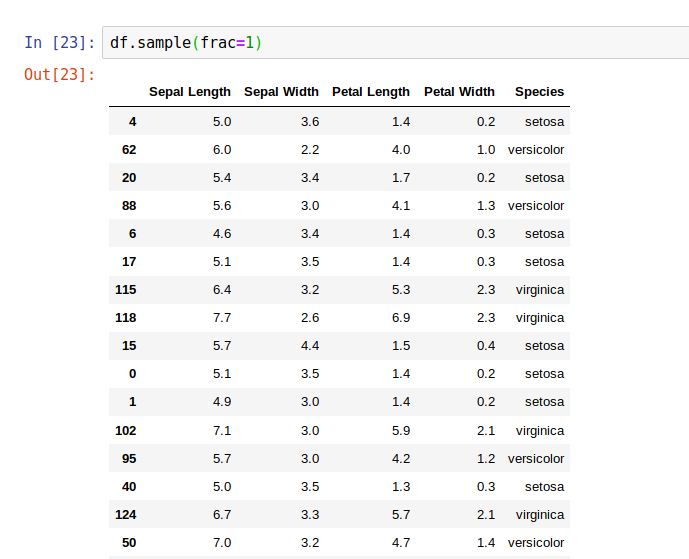 In [23]: df.sample(frac=1)
Out[23]:
Sepal Length Sepal Width Petal Length Petal Width Species
4 5.0 3.6 1.4 0.2 setosa
62 6.0 2.2 4.0 1.0 versicolor
20 5.4 3.4 1.7 0.2 setosa
88 5.6 3.0 4.1 1.3 versicolor
6 4.6 3.4 1.4 0.3 setosa
17 5.1 3.5 1.4 0.3 setosa
115 6.4 3.2 5.3 2.3 virginica
118 7.7 2.6 6.9 2.3 virginica
15 5.7 4.4 1.5 0.4 setosa
0 5.1 3.5 1.4 0.2 setosa
1 4.9 3.0 1.4 0.2 setosa
102 7.1 3.0 5.9 2.1 virginica
95 5.7 3.0 4.2 1.2 versicolor
40 5.0 3.5 1.3 0.3 setosa
124 6.7 3.3 5.7 2.1 virginica
50 7.0 3.2 4.7 1.4 versicolor